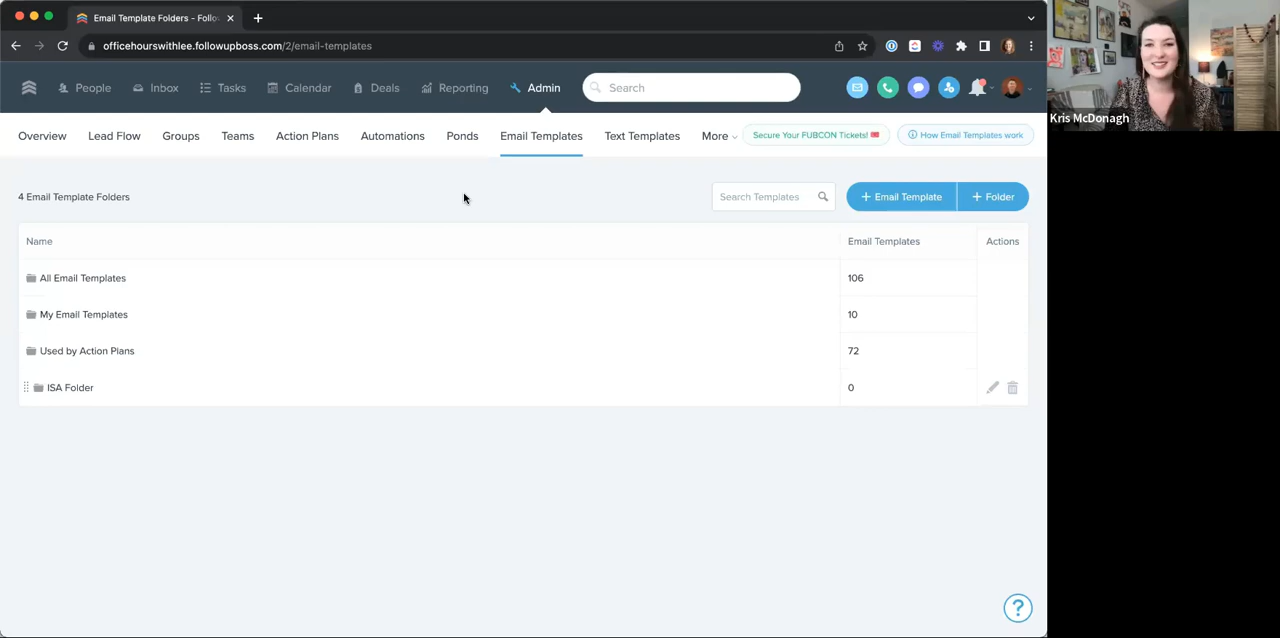 Email Template Folders - Follow
officehourswithlee.followupboss.com/2/email-templates
People Inbox Tasks Calendar Deals Reporting Admin Search
Overview Lead Flow Groups Teams Action Plans Automations Ponds Email Templates Text Templates More Secure Your FUBCON Tickets! How Email Templates work
4 Email Template Folders Search Templates + Email Template + Folder
Name Email Templates Actions
All Email Templates 106
My Email Templates 10
Used by Action Plans 72
ISA Folder 0
?
Kris McDonagh